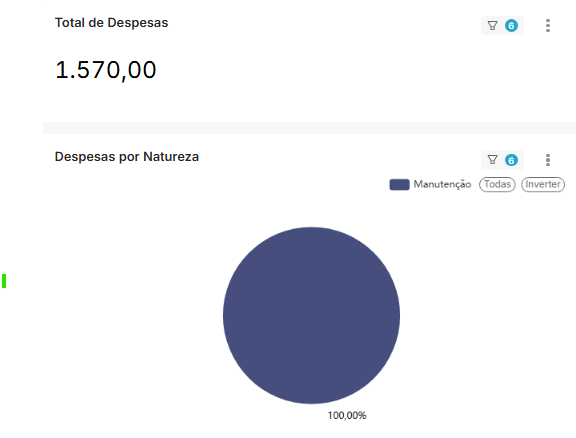 Total de Despesas
6
1.570,00
Despesas por Natureza
6
Manutenção
Todas
Inverter
100,00%